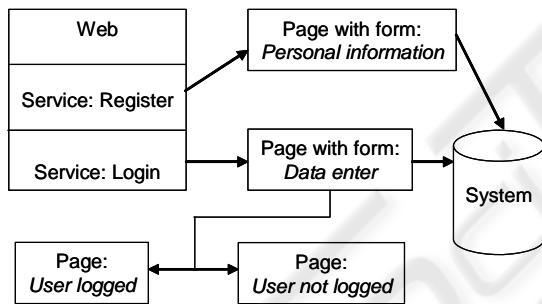 Web
Service: Register
Service: Login
Page with form:
Personal information
Page with form:
Data enter
System
Page:
User logged
Page:
User not logged